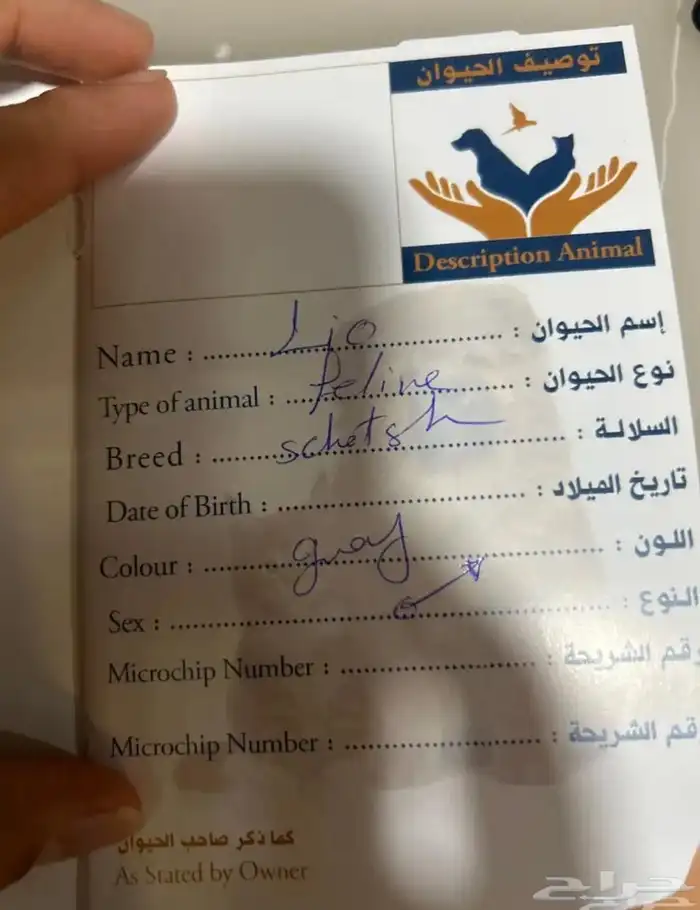 توصيف الحيوان
Description Animal
Name : Lio إسم الحيوان :
Type of animal : feline نوع الحيوان :
Breed : schetsh السلالة :
Date of Birth : تاريخ الميلاد :
Colour : gray اللون :
Sex : ♂ النوع :
Microchip Number : رقم الشريحة :
Microchip Number : رقم الشريحة :
كما ذكر صاحب الحيوان
As Stated by Owner
حراج